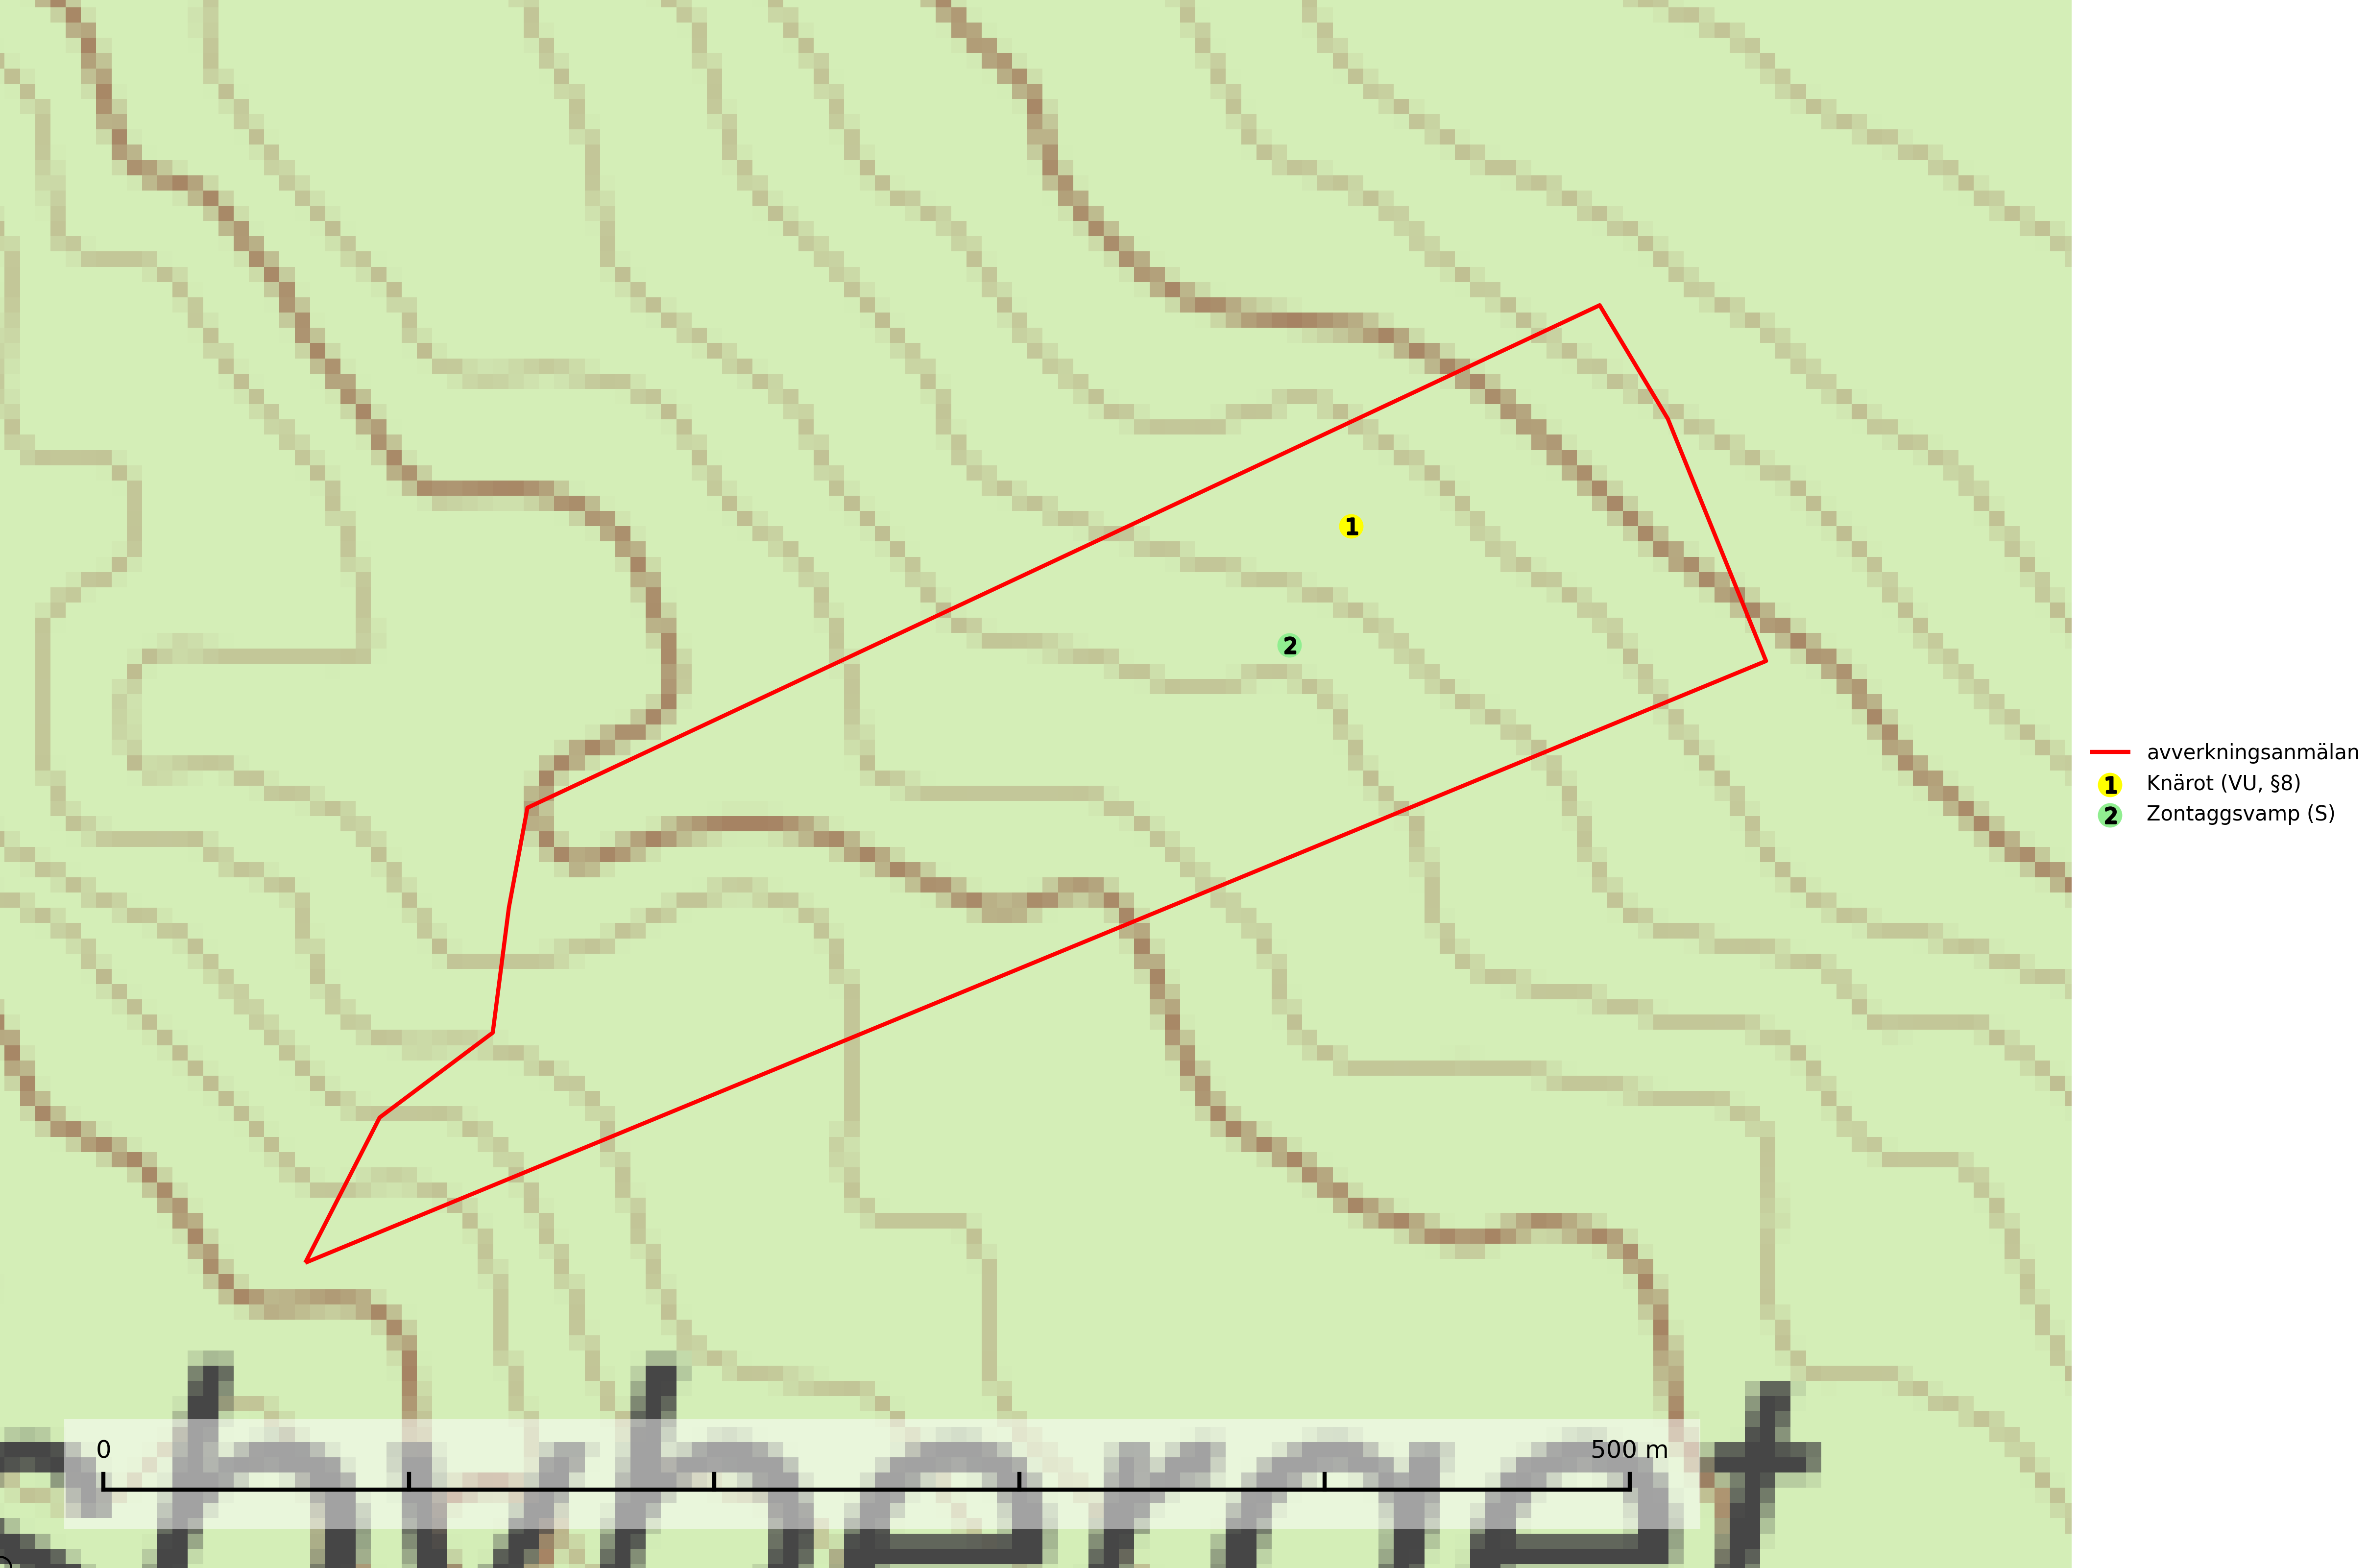 1
2
avverkningsanmälan
1 Knärot (VU, §8)
2 Zontaggsvamp (S)
0 500 m